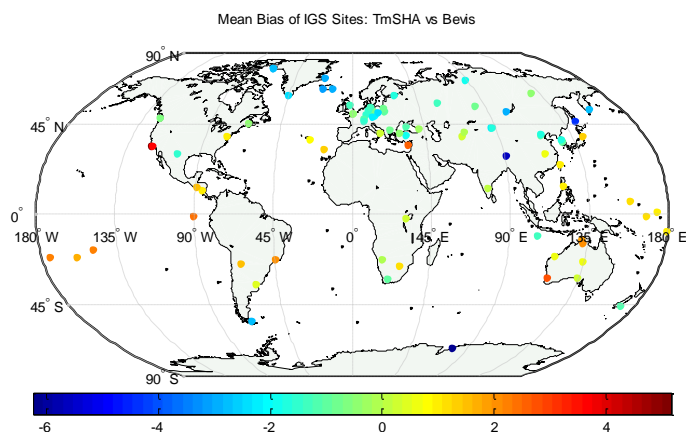 Mean Bias of IGS Sites: TmSHA vs Bevis
90° N
45° N
0°
180° W 135° W 90° W 45° W 0° 45° E 90° E 135° E 180° E
45° S
90° S
-6 -4 -2 0 2 4